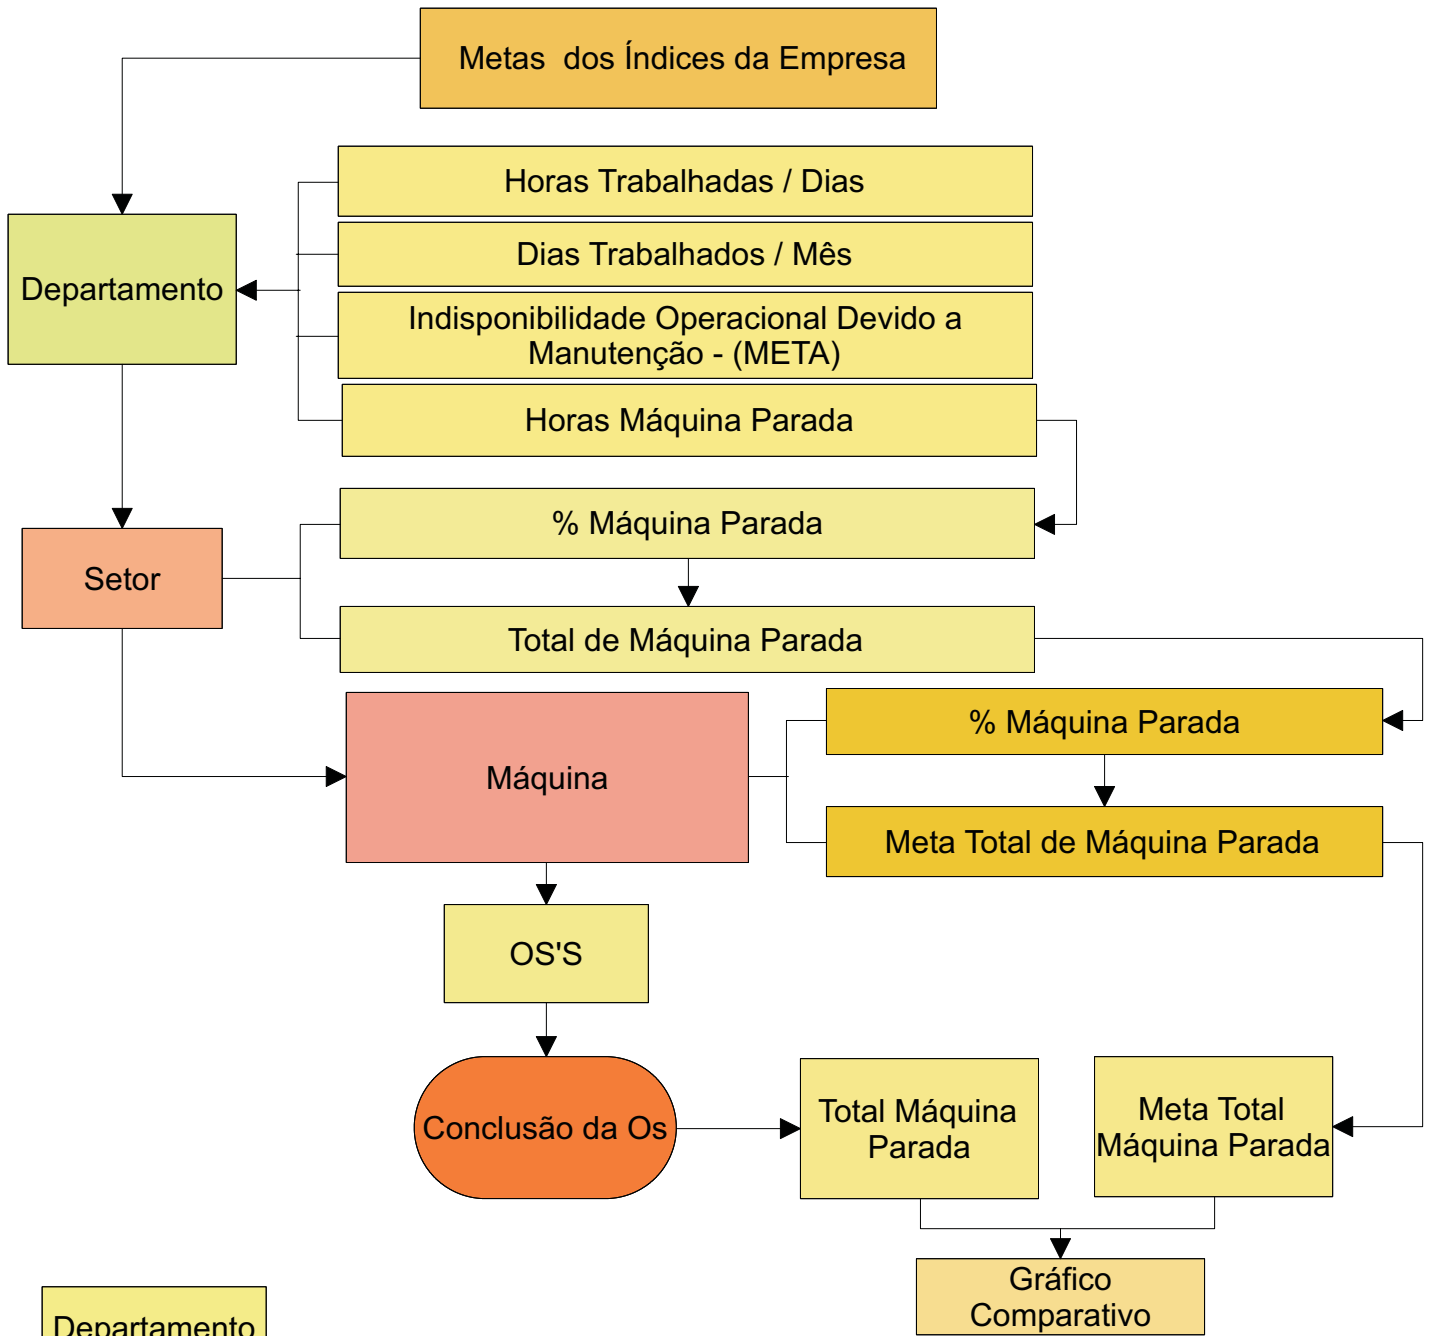 Metas dos Índices da Empresa
Horas Trabalhadas / Dias
Dias Trabalhados / Mês
Departamento
Indisponibilidade Operacional Devido a
Manutenção - (META)
Horas Máquina Parada
% Máquina Parada
Setor
Total de Máquina Parada
% Máquina Parada
Máquina
Meta Total de Máquina Parada
OS'S
Conclusão da Os
Total Máquina
Parada
Meta Total
Máquina Parada
Gráfico
Comparativo
Departamento